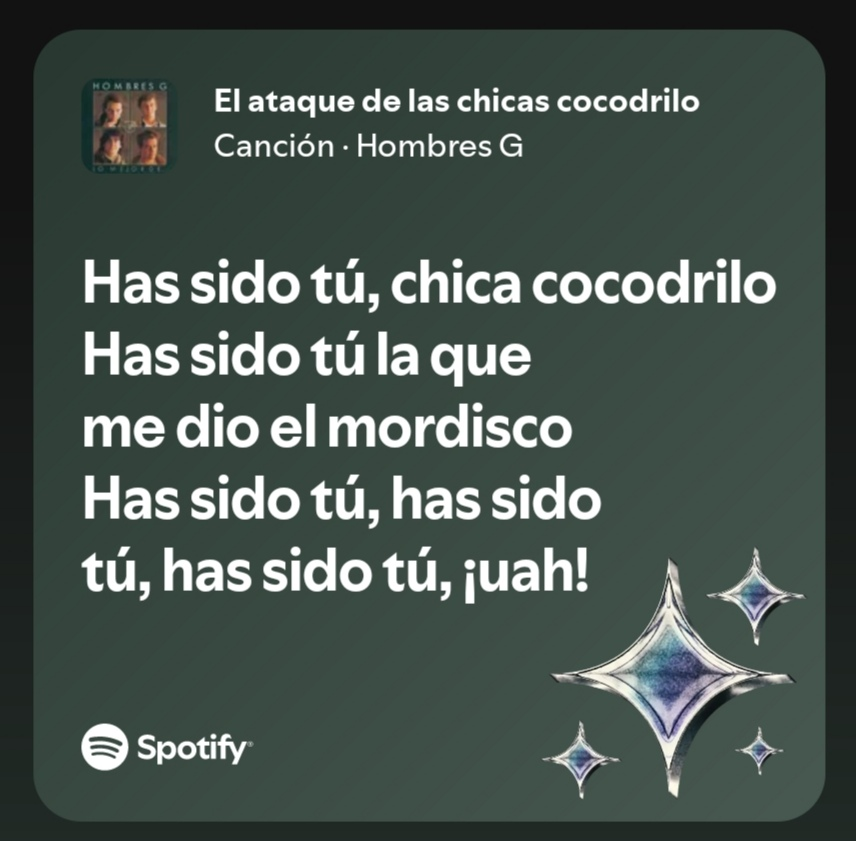 HOMBRES G
El ataque de las chicas cocodrilo
Canción · Hombres G
Has sido tú, chica cocodrilo
Has sido tú la que
me dio el mordisco
Has sido tú, has sido
tú, has sido tú, ¡uah!
Spotify